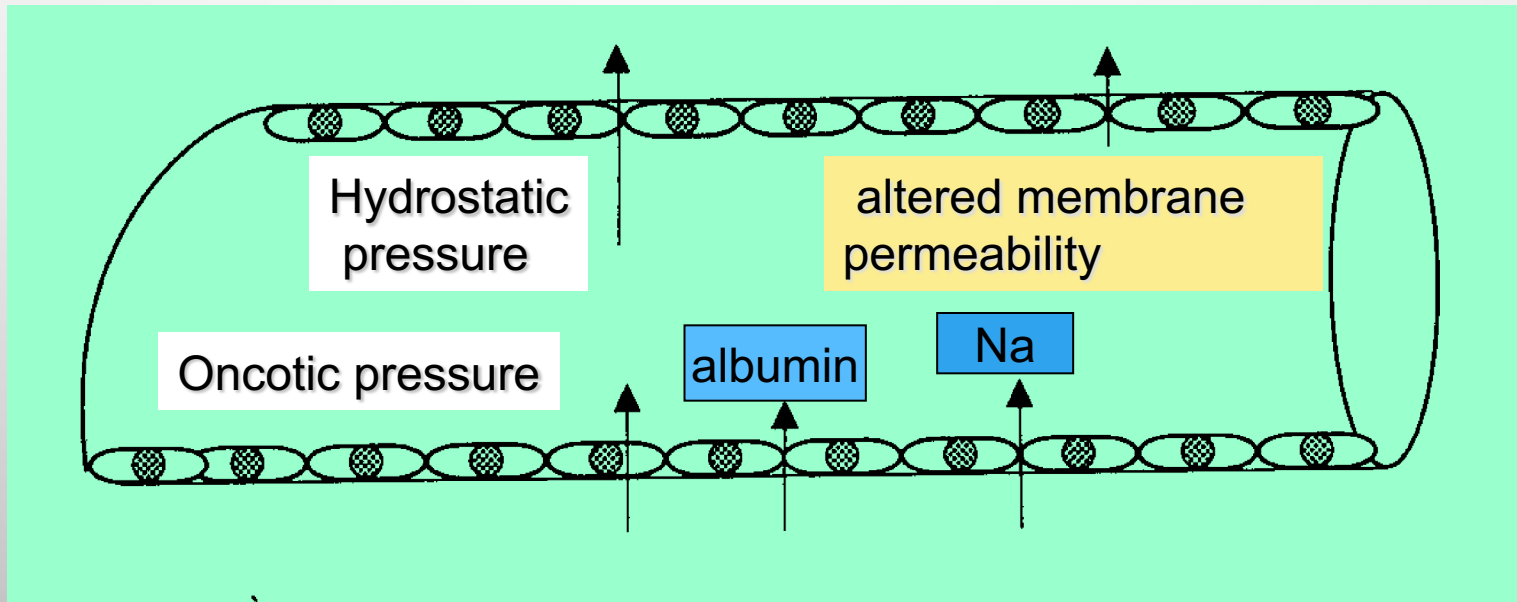 Hydrostatic
pressure
altered membrane
permeability
Oncotic pressure
albumin
Na